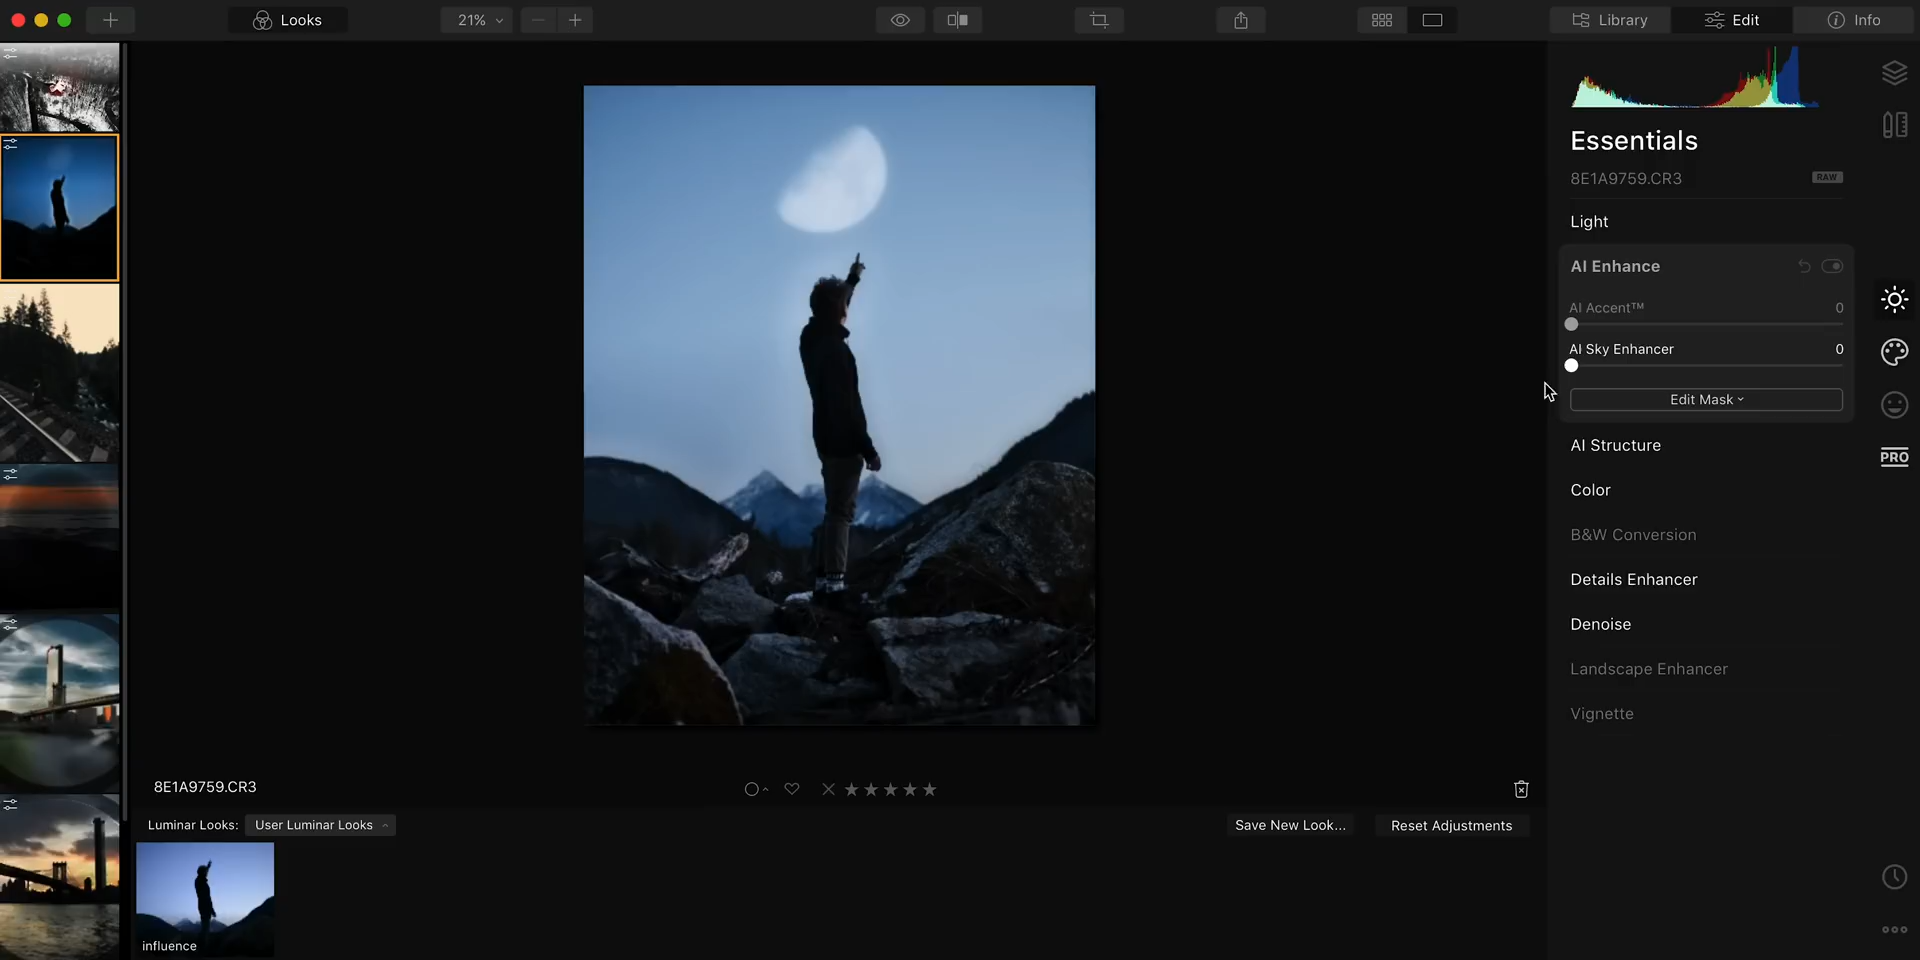 Looks
21%
Library
Edit
Info
Essentials
8E1A9759.CR3
RAW
Light
AI Enhance
AI Accent™
0
AI Sky Enhancer
0
Edit Mask
AI Structure
Color
B&W Conversion
Details Enhancer
Denoise
Landscape Enhancer
Vignette
PRO
8E1A9759.CR3
Luminar Looks:
User Luminar Looks
Save New Look...
Reset Adjustments
influence